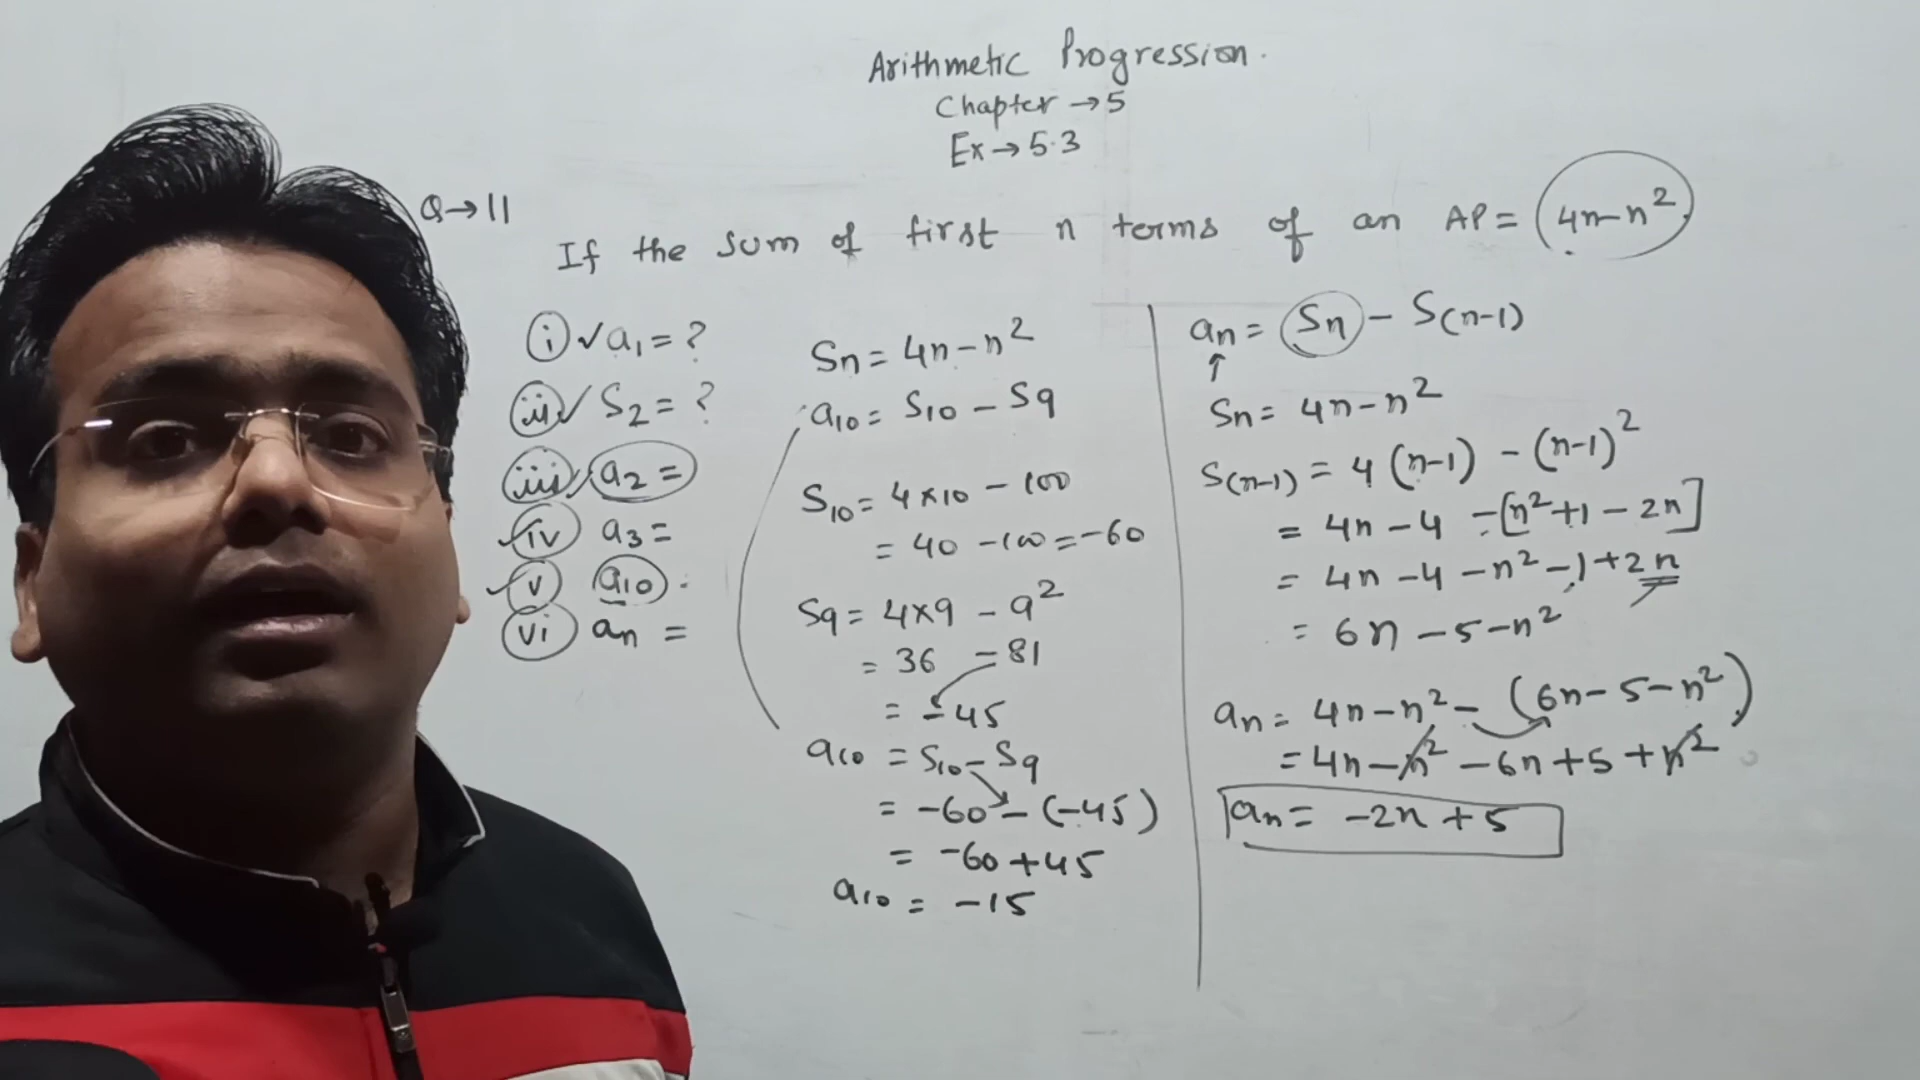 Arithmetic Progression.
Chapter → 5
Ex → 5.3
Q → 11
If the sum of first n terms of an AP = 4n-n²,
i ✓ a₁ = ?
ii ✓ S₂ = ?
iii ✓ a₂ =
✓ iv a₃ =
✓ v a₁₀ .
vi aₙ =
Sₙ = 4n - n²
a₁₀ = S₁₀ - S₉
S₁₀ = 4×10 - 100
= 40 - 100 = -60
S₉ = 4×9 - 9²
= 36 - 81
= -45
a₁₀ = S₁₀ - S₉
= -60 - (-45)
= -60 + 45
a₁₀ = -15
aₙ = Sₙ - S(n-1)
↑
Sₙ = 4n - n²
S(n-1) = 4 (n-1) - (n-1)²
= 4n - 4 - [n² + 1 - 2n]
= 4n - 4 - n² - 1 + 2n
= 6n - 5 - n²
aₙ = 4n - n² - (6n - 5 - n²)
= 4n - n² - 6n + 5 + n²
aₙ = -2n + 5